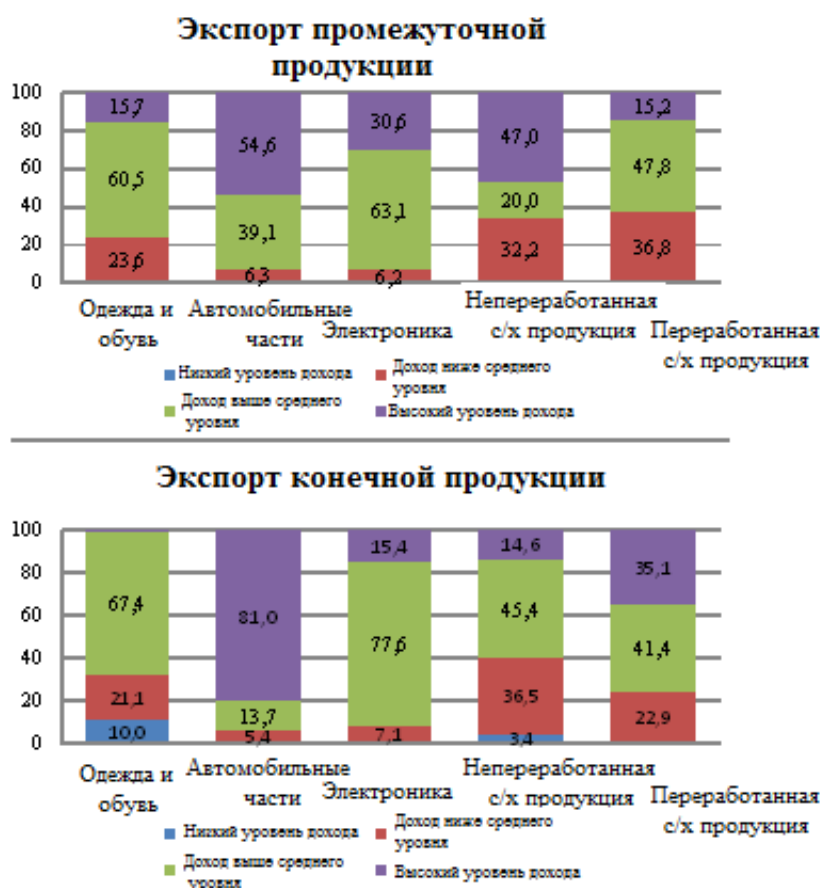 Экспорт промежуточной
продукции
100
80
60
40
20
0
15,7
60,5
23,6
54,6
39,1
6,3
30,6
63,1
6,2
47,0
20,0
32,2
15,2
47,8
36,8
Одежда и
обувь
Автомобильные
части
Электроника
Непереработанная
с/х продукция
Переработанная
с/х продукция
Низкий уровень дохода
Доход ниже среднего
уровня
Доход выше среднего
уровня
Высокий уровень дохода
Экспорт конечной продукции
100
80
60
40
20
0
67,4
21,1
10,0
81,0
13,7
5,4
15,4
77,6
7,1
14,6
45,4
36,5
3,4
35,1
41,4
22,9
Одежда и
обувь
Автомобильные
части
Электроника
Непереработанная
с/х продукция
Переработанная
с/х продукция
Низкий уровень дохода
Доход ниже среднего
уровня
Доход выше среднего
уровня
Высокий уровень дохода